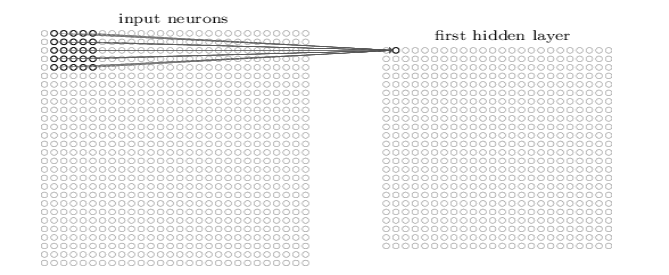 input neurons
first hidden layer